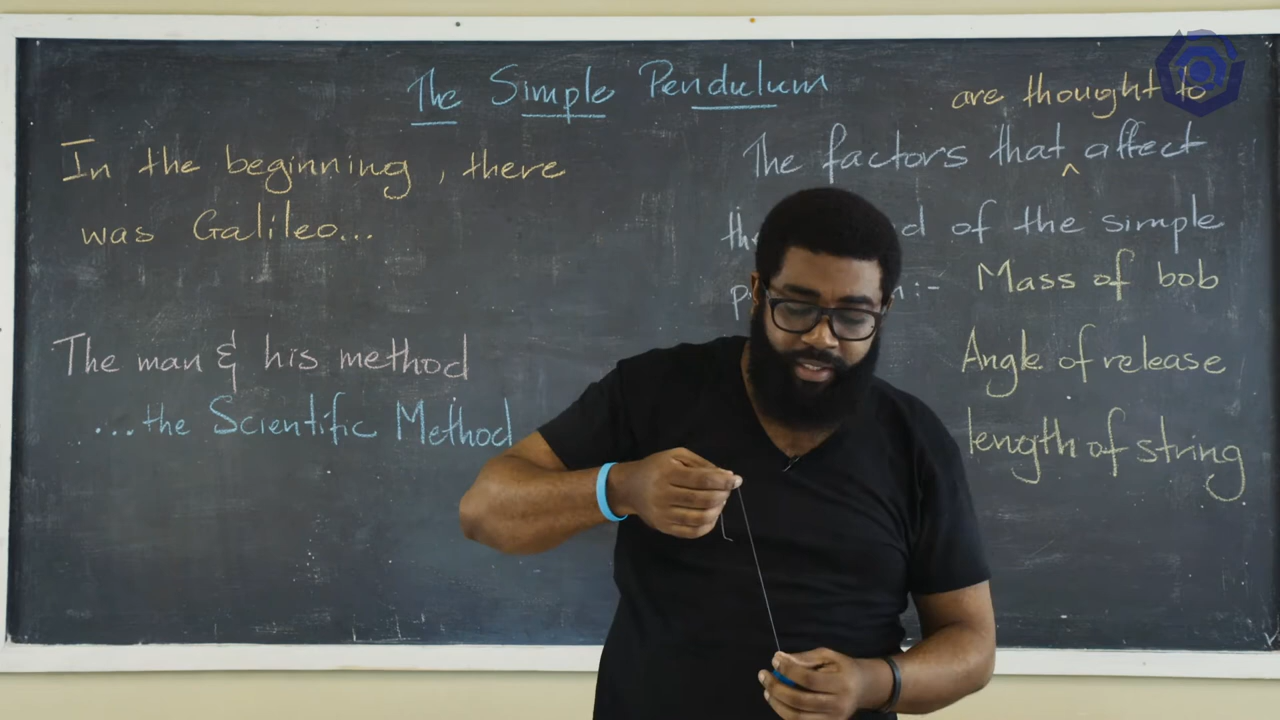 The Simple Pendulum
In the beginning, there
was Galileo...
The man & his method
...the Scientific Method
are thought to
The factors that ^ affect
of the simple
:- Mass of bob
Angle of release
length of string